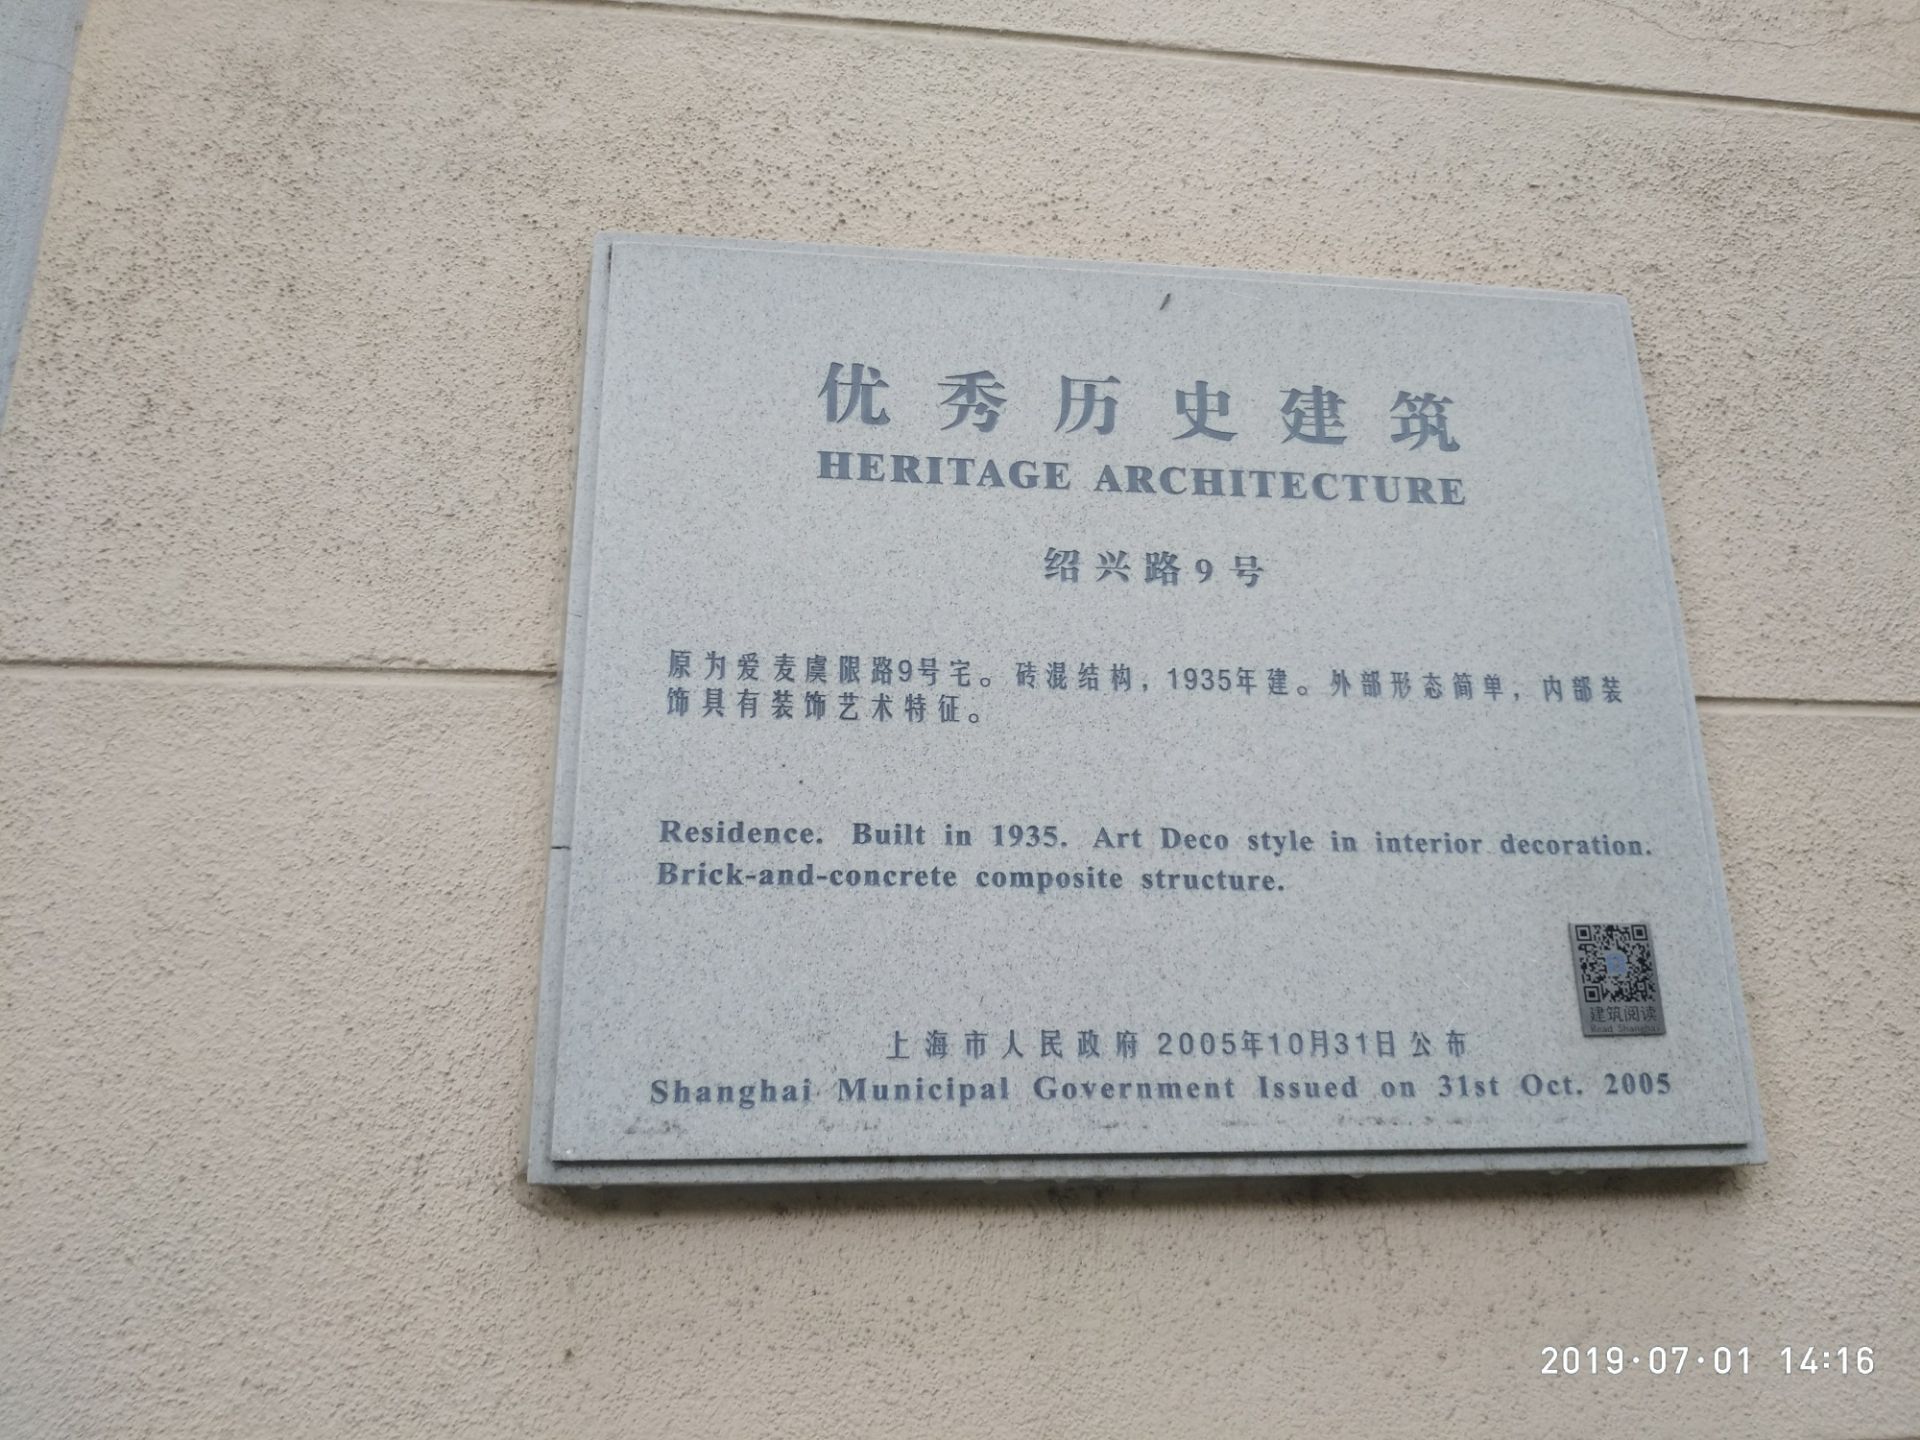 优秀历史建筑
HERITAGE ARCHITECTURE
绍兴路9号
原为爱麦虞限路9号宅。砖混结构，1935年建。外部形态简单，内部装
饰具有装饰艺术特征。
Residence. Built in 1935. Art Deco style in interior decoration.
Brick-and-concrete composite structure.
建筑阅读
Read Shanghai
上海市人民政府 2005年10月31日公布
Shanghai Municipal Government Issued on 31st Oct. 2005
2019·07·01 14:16